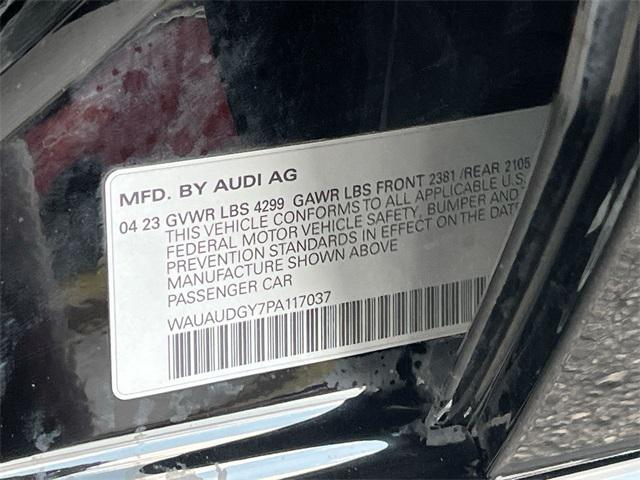 MFD. BY AUDI AG
04 23 GVWR LBS 4299 GAWR LBS FRONT 2381 /REAR 2105
THIS VEHICLE CONFORMS TO ALL APPLICABLE U.S.
FEDERAL MOTOR VEHICLE SAFETY, BUMPER AND
PREVENTION STANDARDS IN EFFECT ON THE DATE
MANUFACTURE SHOWN ABOVE
PASSENGER CAR
WAUAUDGY7PA117037